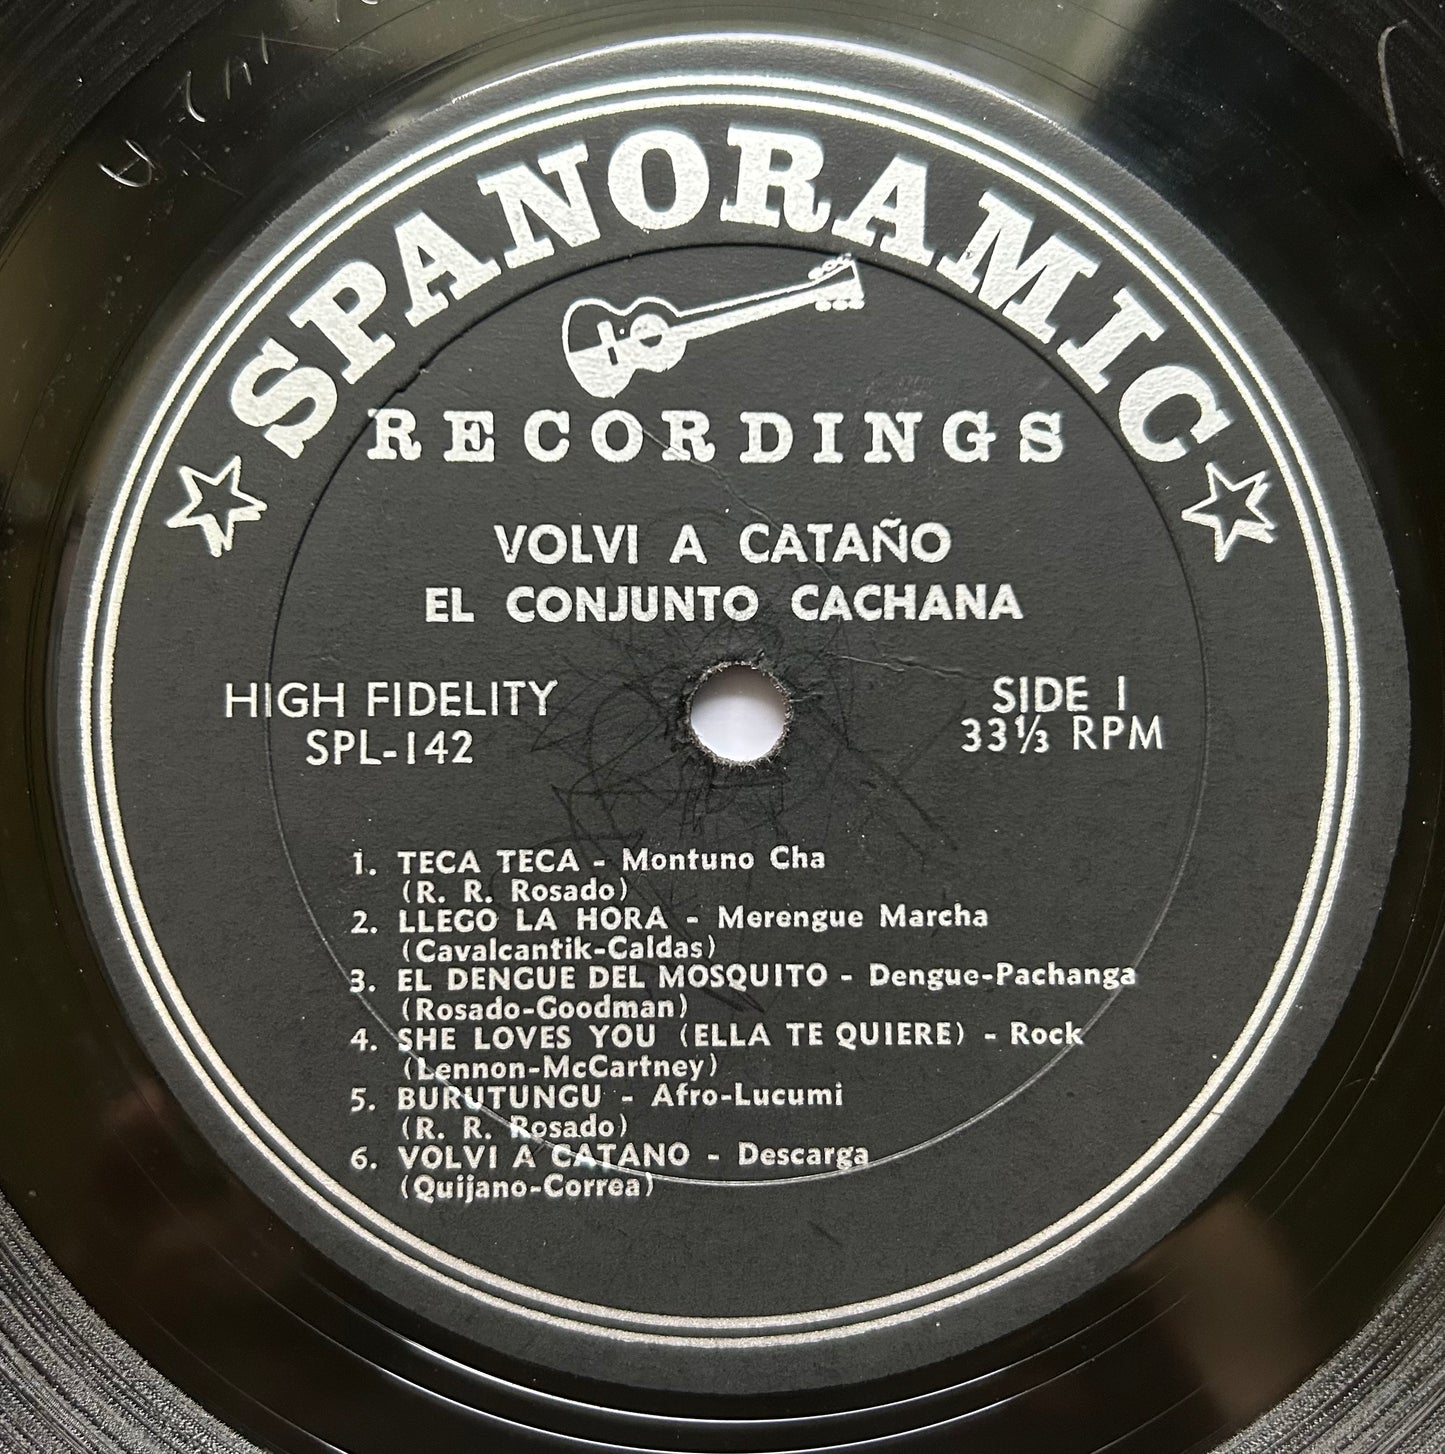 SPANORAMIC
RECORDINGS
VOLVI A CATAÑO
EL CONJUNTO CACHANA
HIGH FIDELITY
SPL-142
SIDE 1
33⅓ RPM
1. TECA TECA - Montuno Cha
(R. R. Rosado)
2. LLEGO LA HORA - Merengue Marcha
(Cavalcantik-Caldas)
3. EL DENGUE DEL MOSQUITO - Dengue-Pachanga
(Rosado-Goodman)
4. SHE LOVES YOU (ELLA TE QUIERE) - Rock
(Lennon-McCartney)
5. BURUTUNGU - Afro-Lucumi
(R. R. Rosado)
6. VOLVI A CATANO - Descarga
(Quijano-Correa)